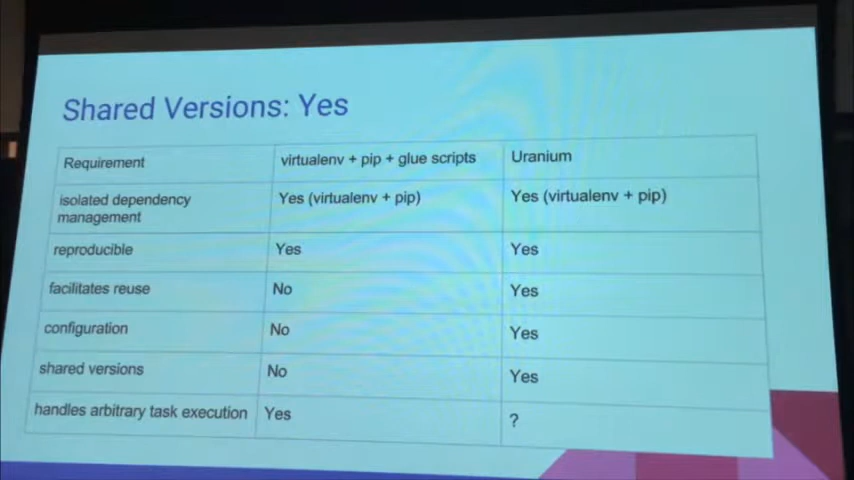 Shared Versions: Yes
Requirement virtualenv + pip + glue scripts Uranium
isolated dependency management Yes (virtualenv + pip) Yes (virtualenv + pip)
reproducible Yes Yes
facilitates reuse No Yes
configuration No Yes
shared versions No Yes
handles arbitrary task execution Yes ?